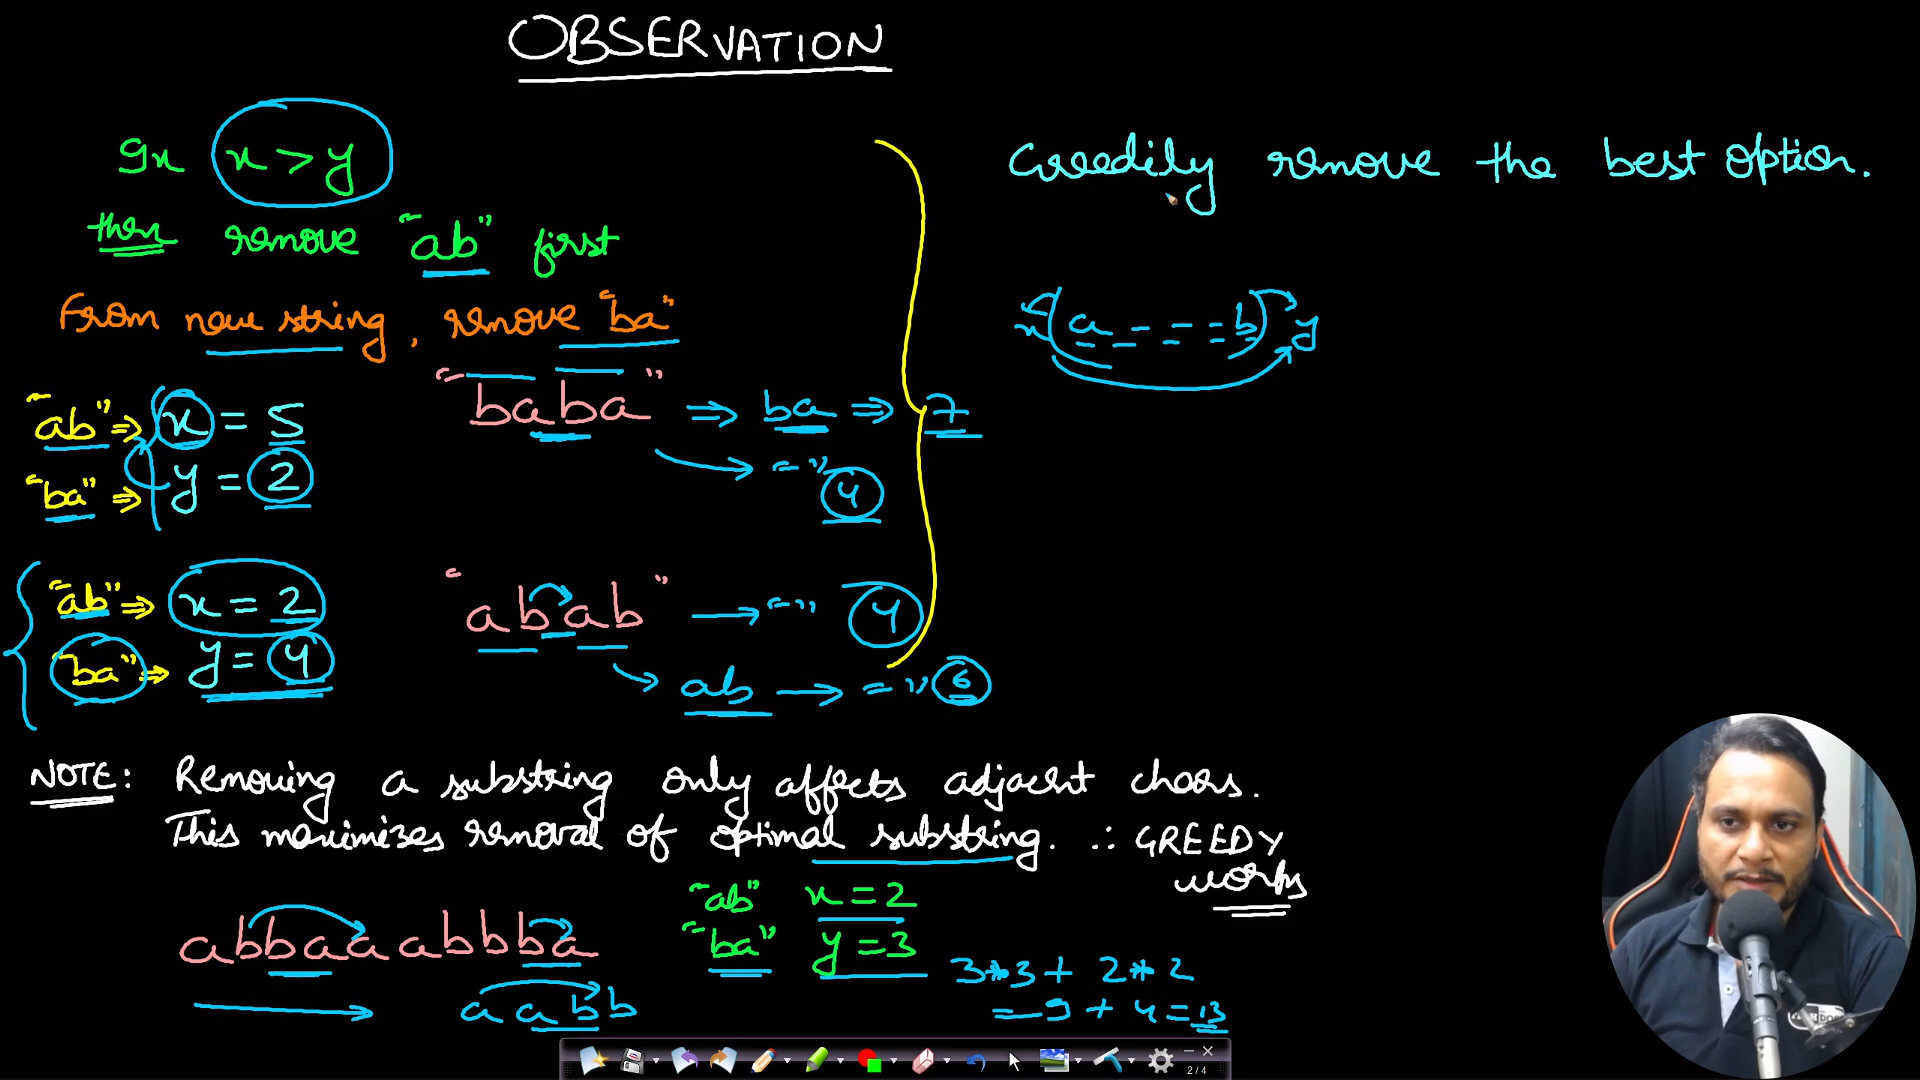 OBSERVATION
If x > y
then remove "ab" first
From new string, remove "ba"
"ab" ⇒ x = 5
"ba" ⇒ y = 2
"baba" ⇒ ba ⇒ 7
→ = " 4
"ab" ⇒ x = 2
"ba" ⇒ y = 4
"abab" → "" 4
→ ab → = " 6
Greedily remove the best option.
x (a - - = b) y
NOTE: Removing a substring only affects adjacent chars.
This maximizes removal of optimal substring. ∴ GREEDY
works
abbaaabbba
"ab" x = 2
"ba" y = 3
aabb
3*3 + 2*2
= 9 + 4 = 13
2/4